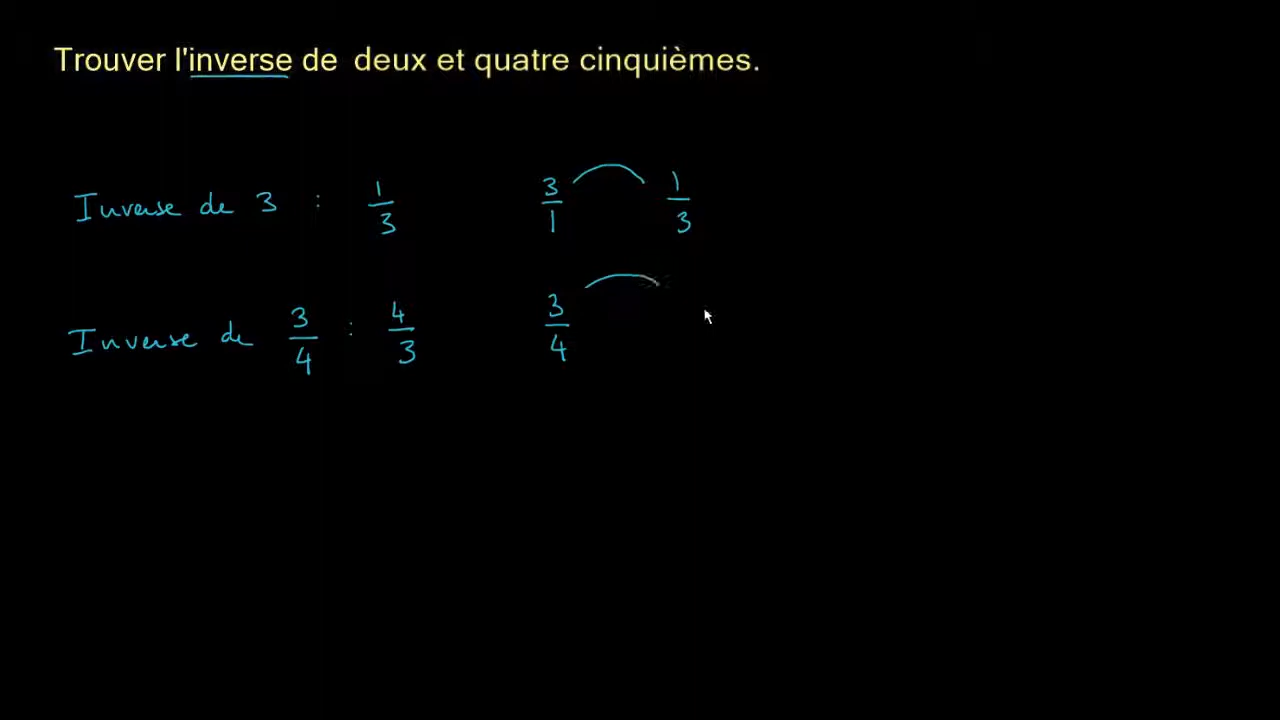 Trouver l'inverse de deux et quatre cinquièmes.
Inverse de 3 : 1/3 3/1 1/3
Inverse de 3/4 : 4/3 3/4